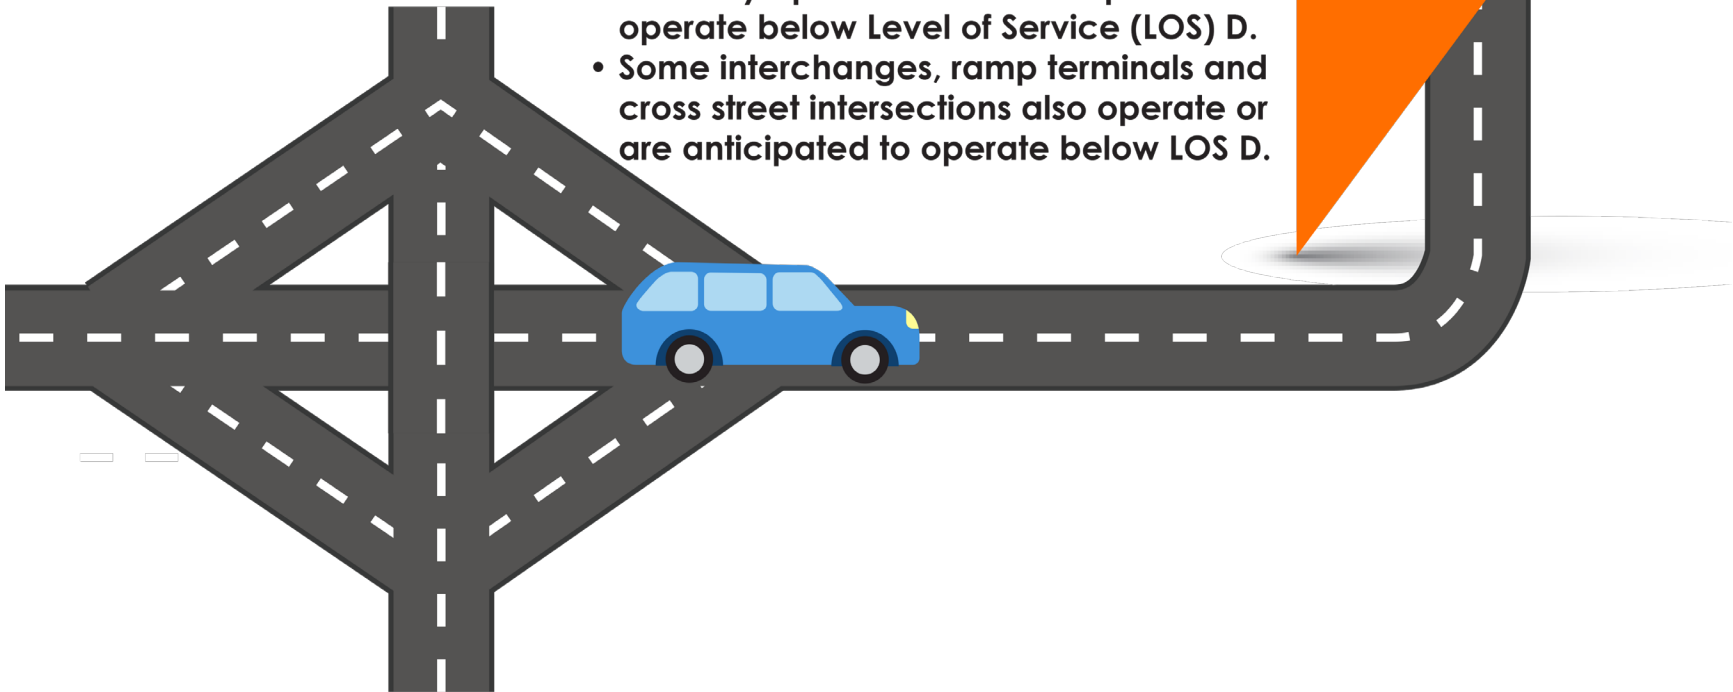 operate below Level of Service (LOS) D.
• Some interchanges, ramp terminals and
cross street intersections also operate or
are anticipated to operate below LOS D.